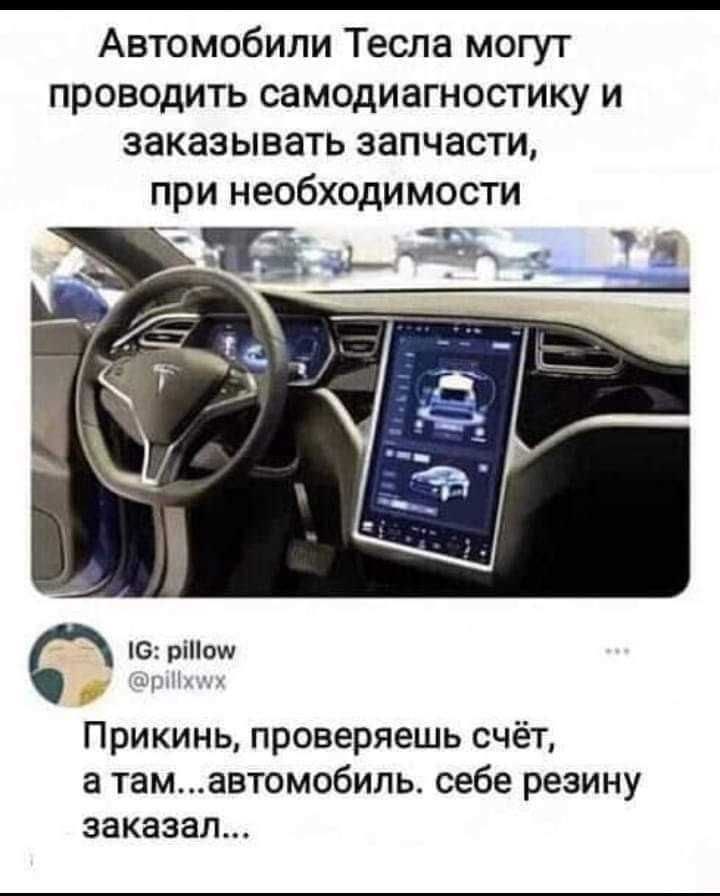 Автомобили Тесла могут
проводить самодиагностику и
заказывать запчасти,
при необходимости
IG: pillow
@pillxwx
Прикинь, проверяешь счёт,
а там...автомобиль. себе резину
заказал...